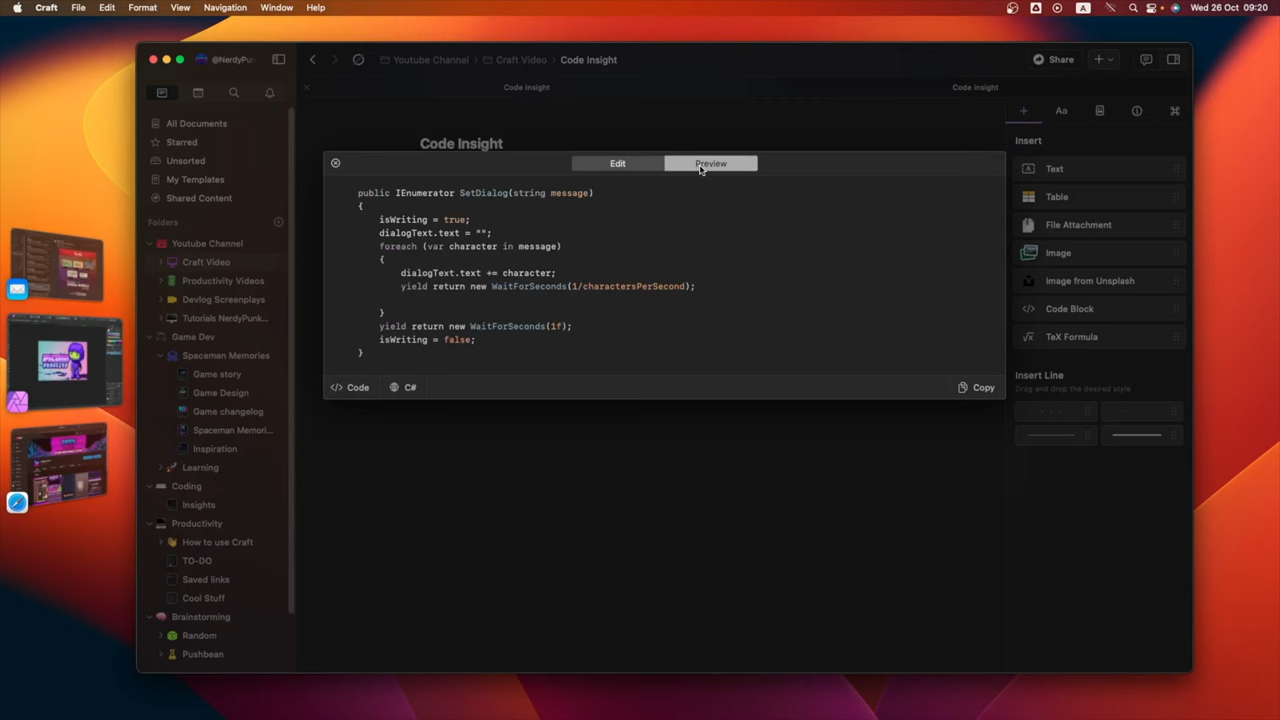 Craft File Edit Format View Navigation Window Help
A
Wed 26 Oct 09:20
@NerdyPun
Youtube Channel Craft Video Code Insight
Share
Code Insight
Code Insight
All Documents
Starred
Unsorted
My Templates
Shared Content
Folders
Youtube Channel
Craft Video
Productivity Videos
Devlog Screenplays
Tutorials NerdyPunk...
Game Dev
Spaceman Memories
Game story
Game Design
Game changelog
Spaceman Memori...
Inspiration
Learning
Coding
Insights
Productivity
How to use Craft
TO-DO
Saved links
Cool Stuff
Brainstorming
Random
Pushbean
Code Insight
Edit Preview
public IEnumerator SetDialog(string message)
{
isWriting = true;
dialogText.text = "";
foreach (var character in message)
{
dialogText.text += character;
yield return new WaitForSeconds(1/charactersPerSecond);
}
yield return new WaitForSeconds(1f);
isWriting = false;
}
</> Code C# Copy
Aa
Insert
Text
Table
File Attachment
Image
Image from Unsplash
Code Block
TeX Formula
Insert Line
Drag and drop the desired style